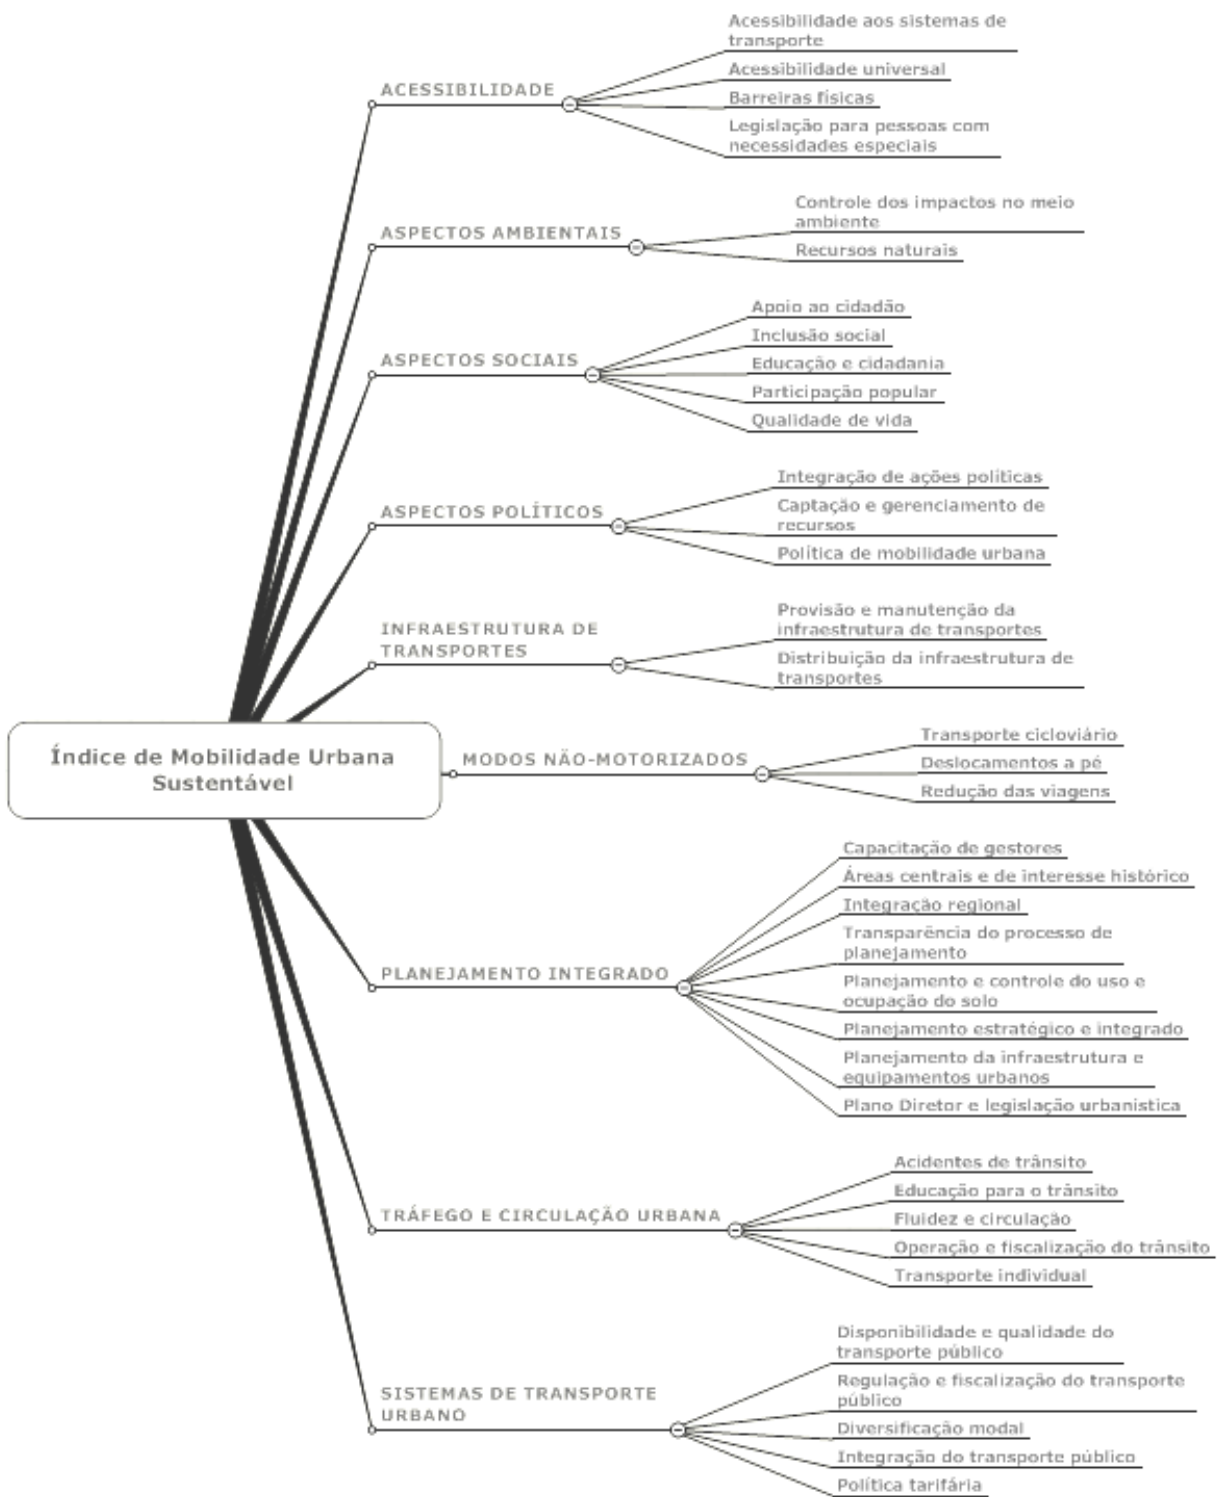 Acessibilidade aos sistemas de
transporte
ACESSIBILIDADE
Acessibilidade universal
Barreiras físicas
Legislação para pessoas com
necessidades especiais
ASPECTOS AMBIENTAIS
Controle dos impactos no meio
ambiente
Recursos naturais
ASPECTOS SOCIAIS
Apoio ao cidadão
Inclusão social
Educação e cidadania
Participação popular
Qualidade de vida
ASPECTOS POLÍTICOS
Integração de ações políticas
Captação e gerenciamento de
recursos
Política de mobilidade urbana
INFRAESTRUTURA DE
TRANSPORTES
Provisão e manutenção da
infraestrutura de transportes
Distribuição da infraestrutura de
transportes
Índice de Mobilidade Urbana
Sustentável
MODOS NÃO-MOTORIZADOS
Transporte cicloviário
Deslocamentos a pé
Redução das viagens
PLANEJAMENTO INTEGRADO
Capacitação de gestores
Áreas centrais e de interesse histórico
Integração regional
Transparência do processo de
planejamento
Planejamento e controle do uso e
ocupação do solo
Planejamento estratégico e integrado
Planejamento da infraestrutura e
equipamentos urbanos
Plano Diretor e legislação urbanística
TRÁFEGO E CIRCULAÇÃO URBANA
Acidentes de trânsito
Educação para o trânsito
Fluidez e circulação
Operação e fiscalização do trânsito
Transporte individual
SISTEMAS DE TRANSPORTE
URBANO
Disponibilidade e qualidade do
transporte público
Regulação e fiscalização do transporte
público
Diversificação modal
Integração do transporte público
Política tarifária